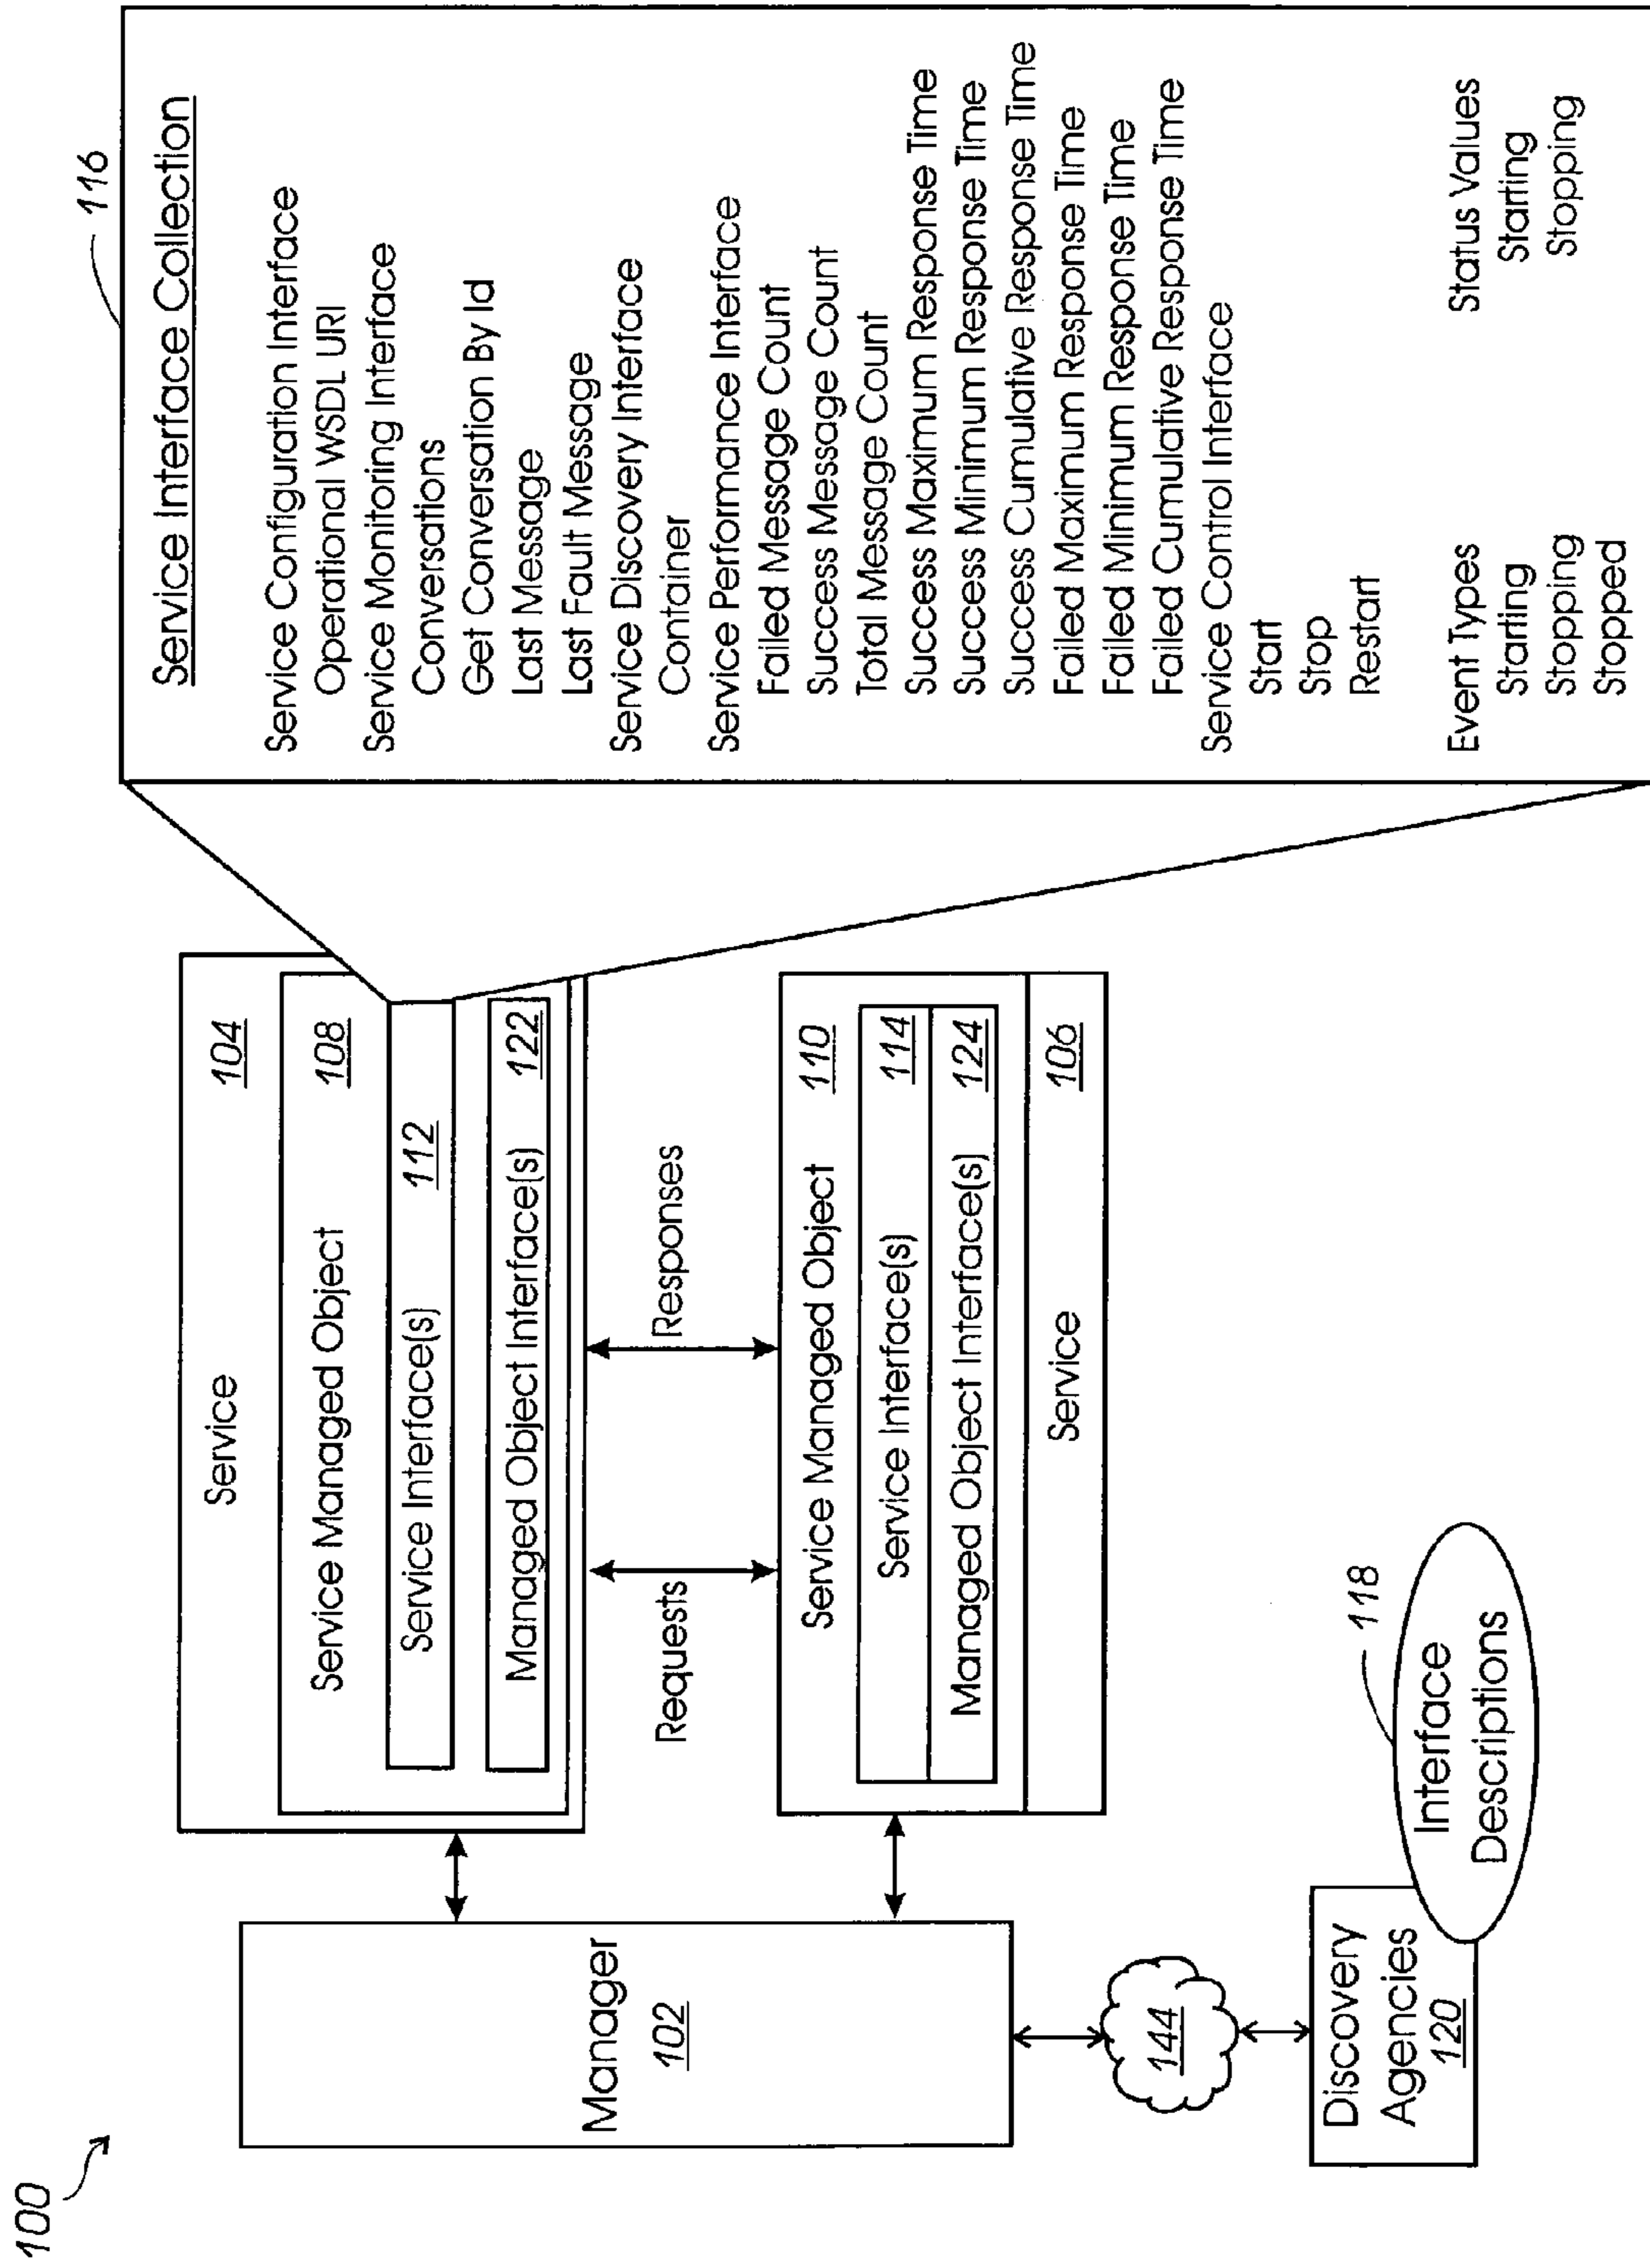 100
Manager
102
144
Discovery
Agencies
120
Interface
Descriptions
118
Service
104
Service Managed Object
108
Service Interface(s)
112
Managed Object Interface(s)
122
Requests
Responses
Service Managed Object
110
Service Interface(s)
114
Managed Object Interface(s)
124
Service
106
116
Service Interface Collection
Service Configuration Interface
Operational WSDL URI
Service Monitoring Interface
Conversations
Get Conversation By Id
Last Message
Last Fault Message
Service Discovery Interface
Container
Service Performance Interface
Failed Message Count
Success Message Count
Total Message Count
Success Maximum Response Time
Success Minimum Response Time
Success Cumulative Response Time
Failed Maximum Response Time
Failed Minimum Response Time
Failed Cumulative Response Time
Service Control Interface
Start
Stop
Restart
Event Types
Starting
Stopping
Stopped
Status Values
Starting
Stopping